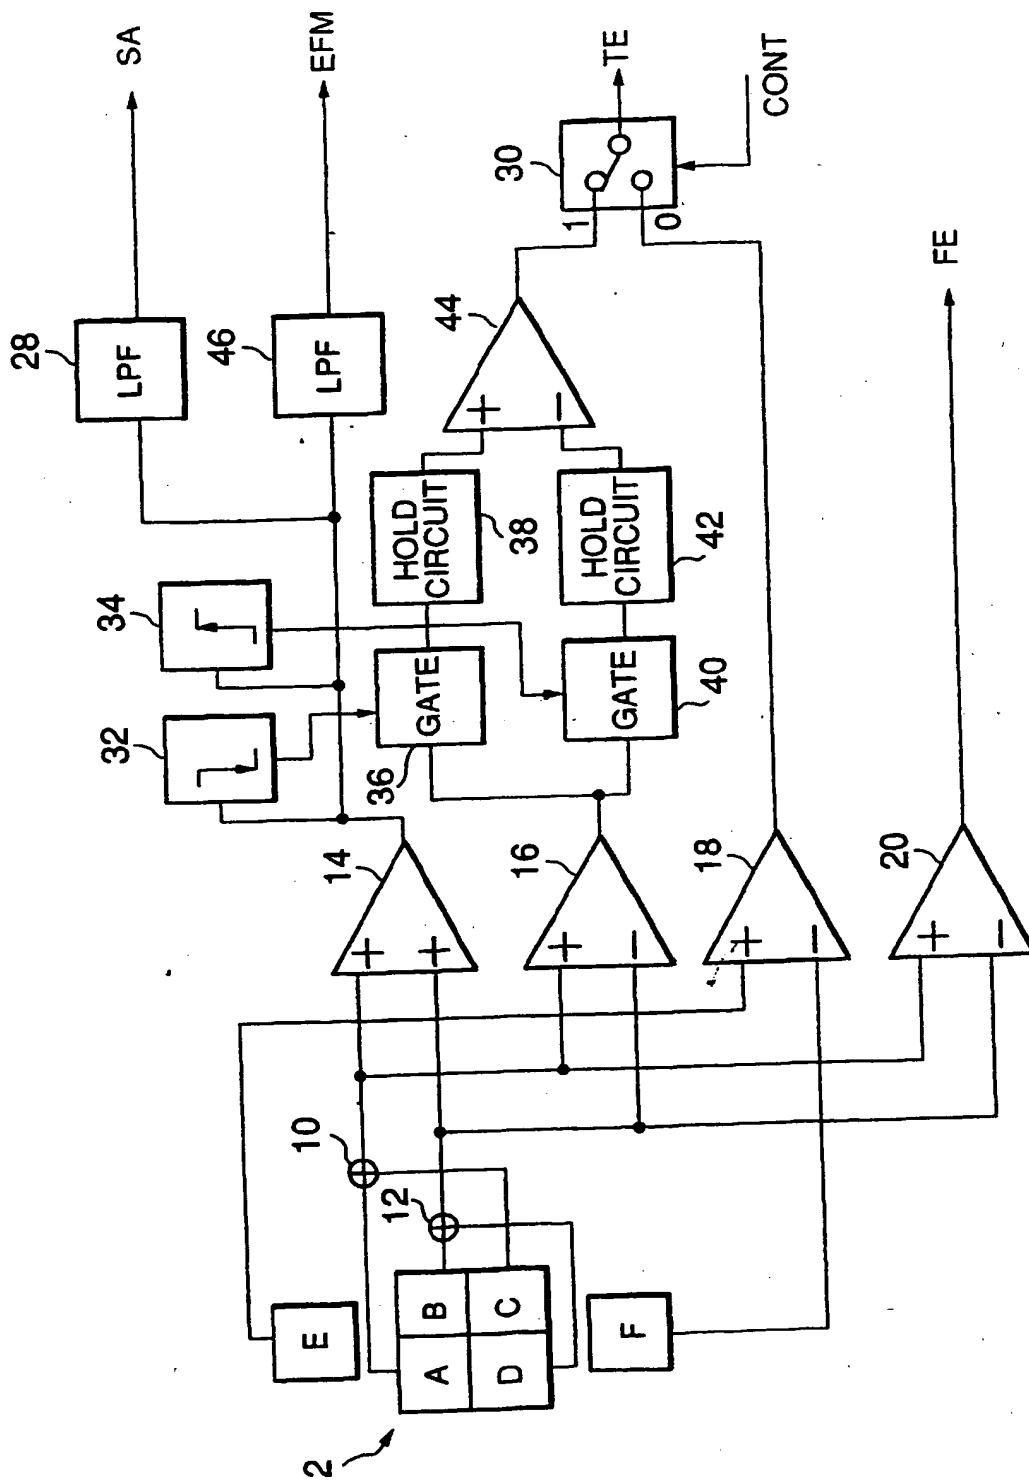 SA
EFM
TE
CONT
FE
28
LPF
46
LPF
30
1
0
44
+
−
HOLD
CIRCUIT
38
HOLD
CIRCUIT
42
34
32
GATE
36
GATE
40
14
+
+
16
+
−
18
+
−
20
+
−
10
12
E
A
B
D
C
F
2